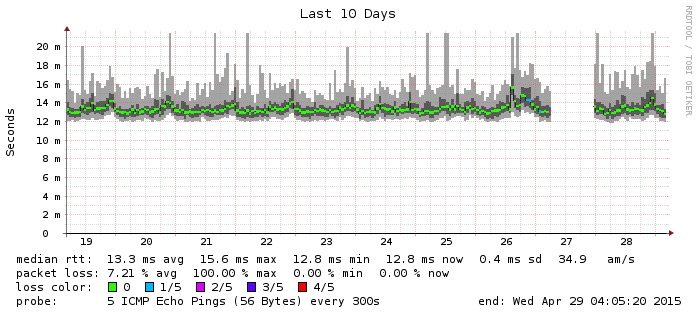 Last 10 Days
RRDTOOL / TOBI OETIKER
Seconds
20 m
18 m
16 m
14 m
12 m
10 m
8 m
6 m
4 m
2 m
0
19 20 21 22 23 24 25 26 27 28
median rtt: 13.3 ms avg 15.6 ms max 12.8 ms min 12.8 ms now 0.4 ms sd 34.9 am/s
packet loss: 7.21 % avg 100.00 % max 0.00 % min 0.00 % now
loss color: 0 1/5 2/5 3/5 4/5
probe: 5 ICMP Echo Pings (56 Bytes) every 300s end: Wed Apr 29 04:05:20 2015